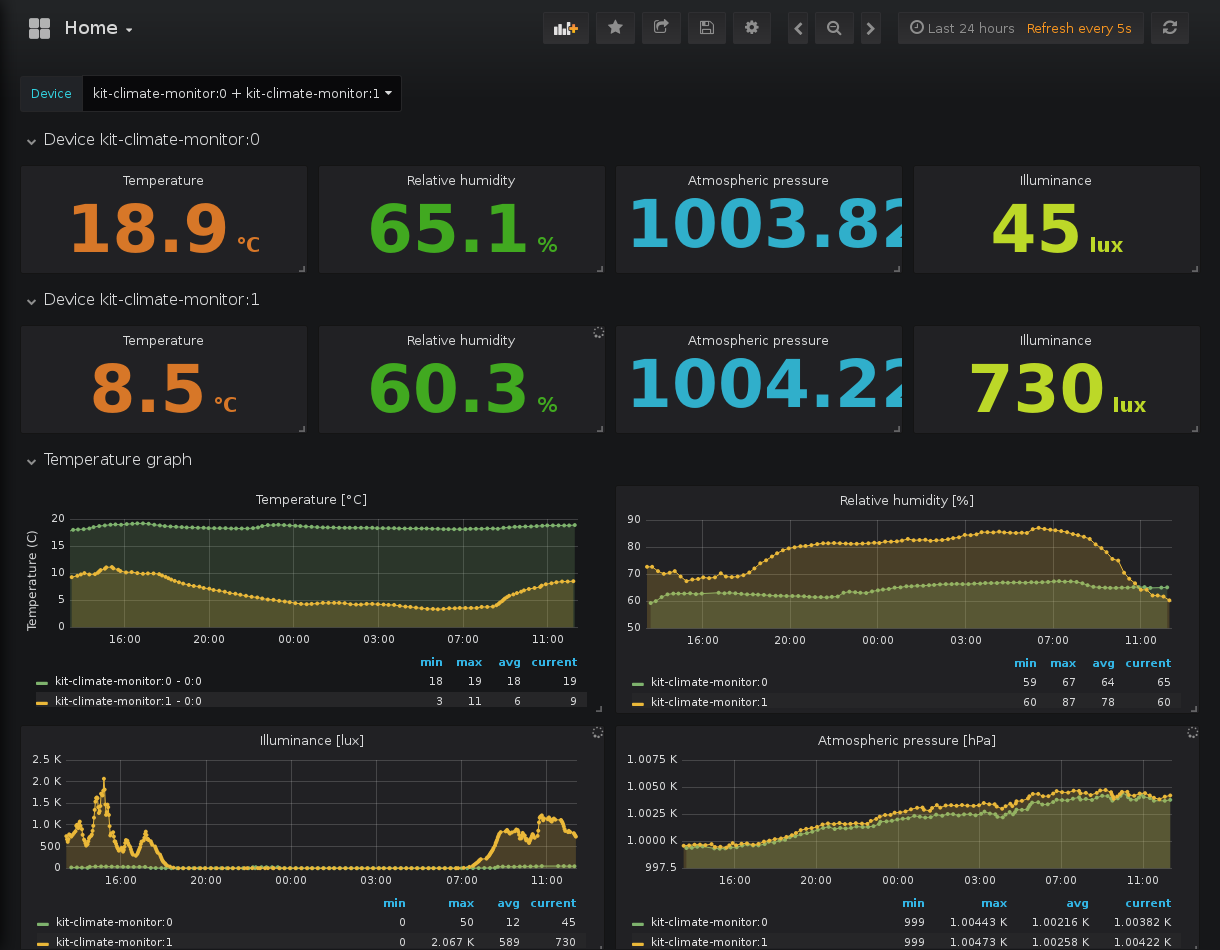 Home
Last 24 hours Refresh every 5s
Device kit-climate-monitor:0 + kit-climate-monitor:1
Device kit-climate-monitor:0
Temperature Relative humidity Atmospheric pressure Illuminance
18.9 °C 65.1 % 1003.82 45 lux
Device kit-climate-monitor:1
Temperature Relative humidity Atmospheric pressure Illuminance
8.5 °C 60.3 % 1004.22 730 lux
Temperature graph
Temperature [°C]
Temperature (C)
20
15
10
5
0
16:00 20:00 00:00 03:00 07:00 11:00
min max avg current
kit-climate-monitor:0 - 0:0 18 19 18 19
kit-climate-monitor:1 - 0:0 3 11 6 9
Relative humidity [%]
90
80
70
60
50
16:00 20:00 00:00 03:00 07:00 11:00
min max avg current
kit-climate-monitor:0 59 67 64 65
kit-climate-monitor:1 60 87 78 60
Illuminance [lux]
2.5 K
2.0 K
1.5 K
1.0 K
500
0
16:00 20:00 00:00 03:00 07:00 11:00
min max avg current
kit-climate-monitor:0 0 50 12 45
kit-climate-monitor:1 0 2.067 K 589 730
Atmospheric pressure [hPa]
1.0075 K
1.0050 K
1.0025 K
1.0000 K
997.5
16:00 20:00 00:00 03:00 07:00 11:00
min max avg current
kit-climate-monitor:0 999 1.00443 K 1.00216 K 1.00382 K
kit-climate-monitor:1 999 1.00473 K 1.00258 K 1.00422 K